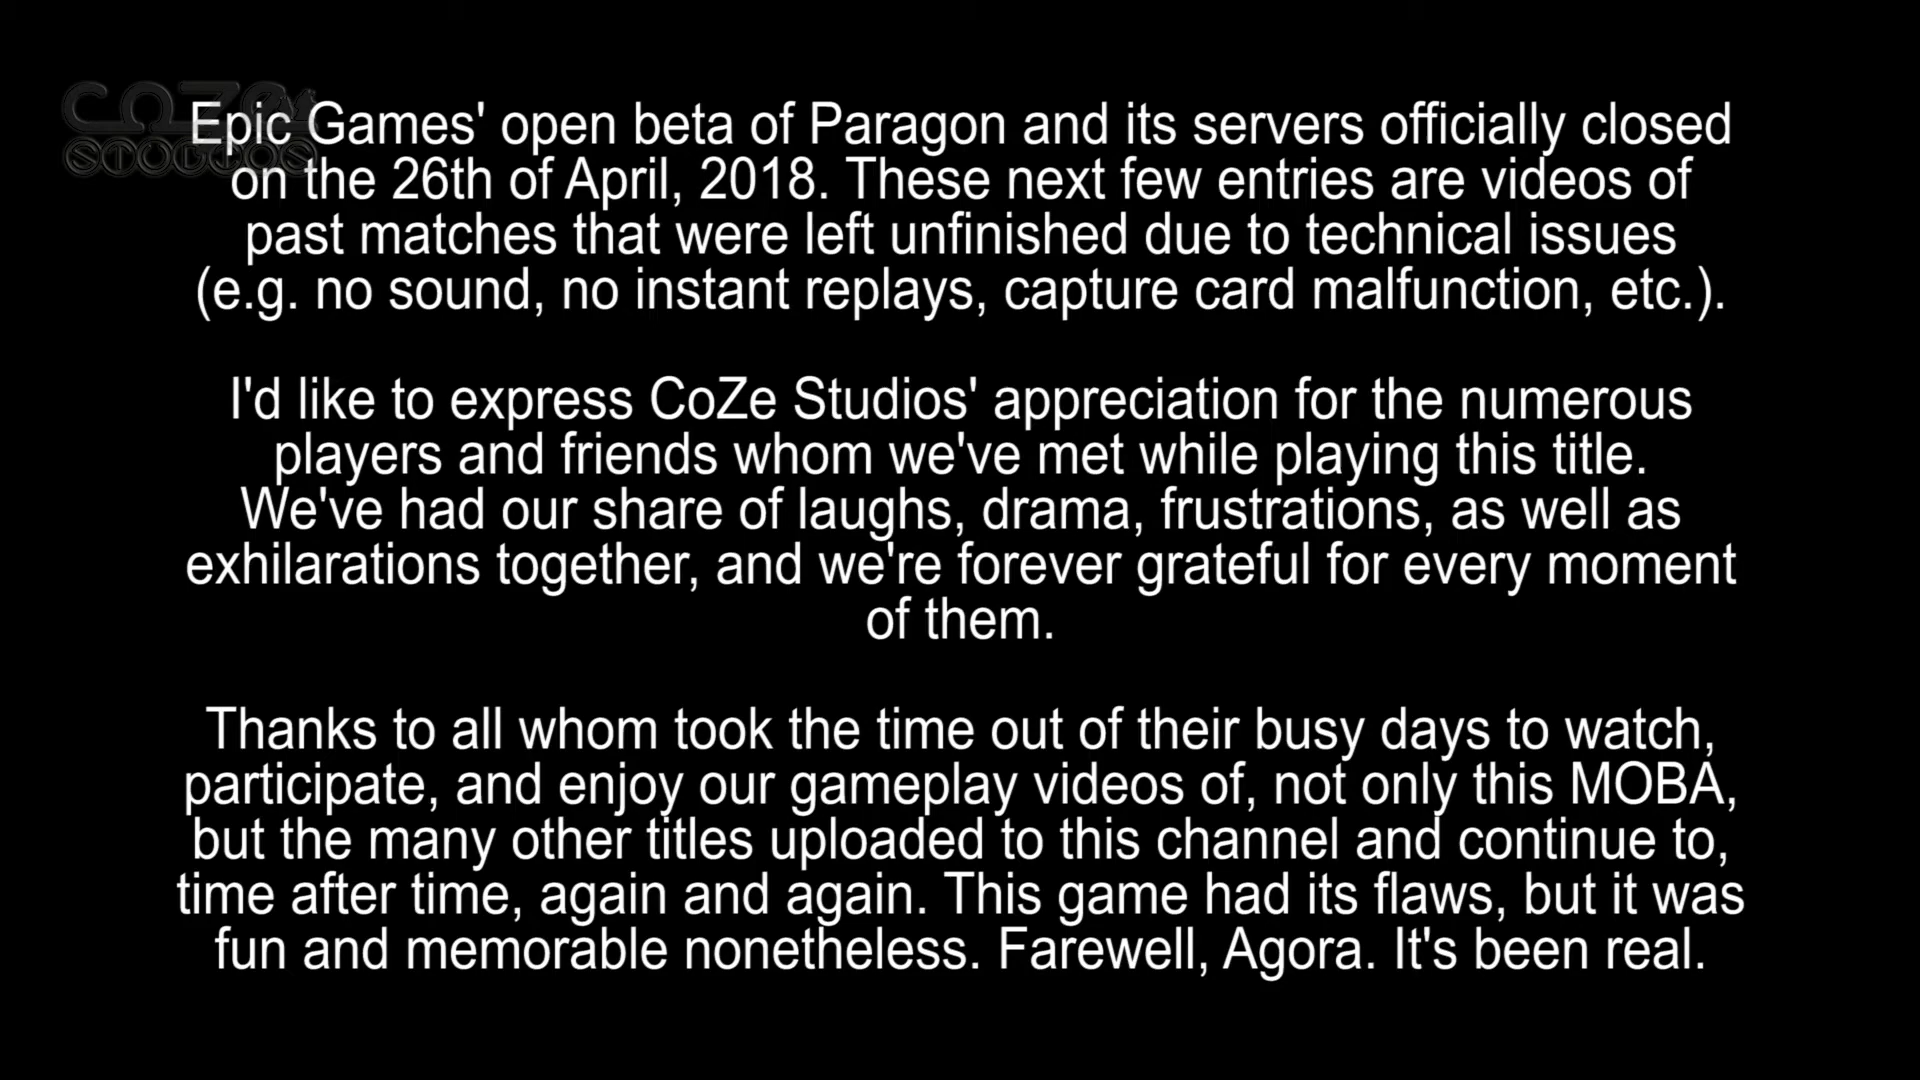 CoZe
STUDIOS
Epic Games' open beta of Paragon and its servers officially closed
on the 26th of April, 2018. These next few entries are videos of
past matches that were left unfinished due to technical issues
(e.g. no sound, no instant replays, capture card malfunction, etc.).
I'd like to express CoZe Studios' appreciation for the numerous
players and friends whom we've met while playing this title.
We've had our share of laughs, drama, frustrations, as well as
exhilarations together, and we're forever grateful for every moment
of them.
Thanks to all whom took the time out of their busy days to watch,
participate, and enjoy our gameplay videos of, not only this MOBA,
but the many other titles uploaded to this channel and continue to,
time after time, again and again. This game had its flaws, but it was
fun and memorable nonetheless. Farewell, Agora. It's been real.